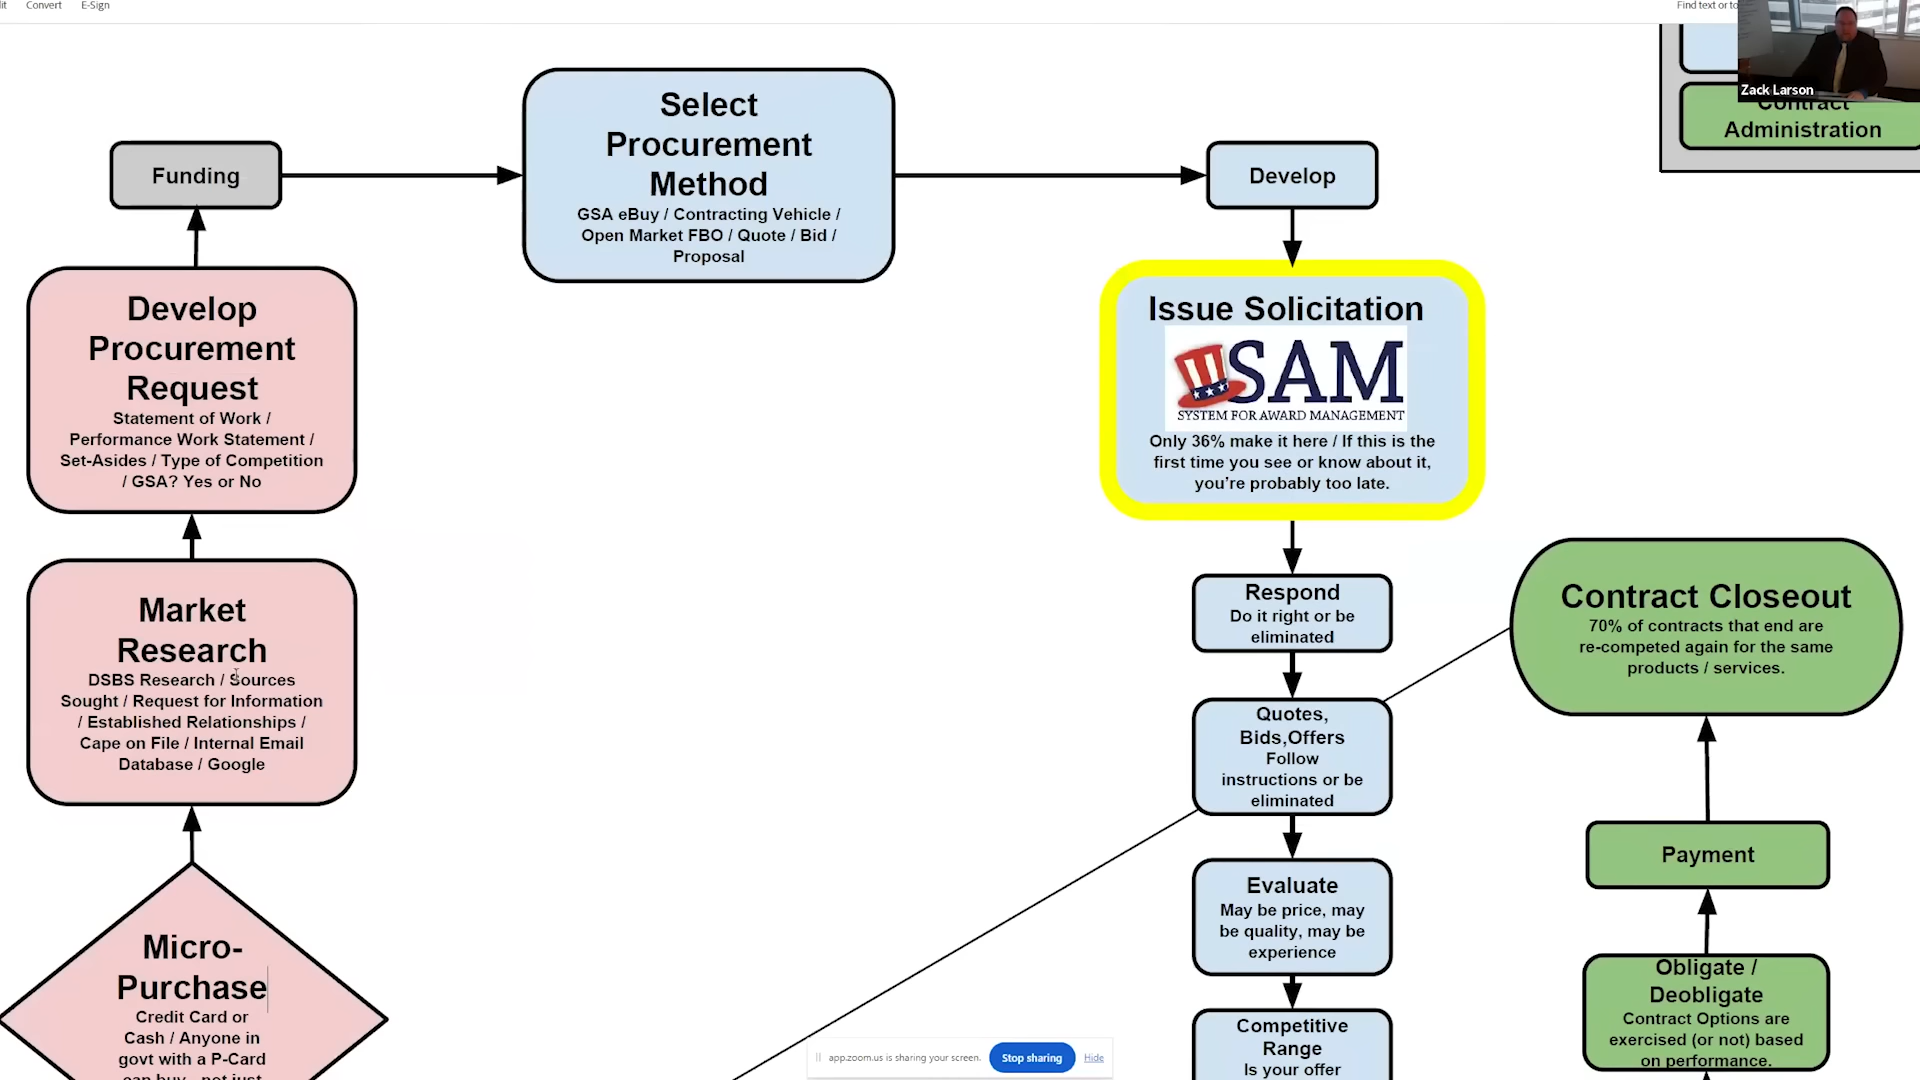 Convert
E-Sign
Find text or to
Zack Larson
Contract
Administration
Select
Procurement
Method
GSA eBuy / Contracting Vehicle /
Open Market FBO / Quote / Bid /
Proposal
Funding
Develop
Develop
Procurement
Request
Statement of Work /
Performance Work Statement /
Set-Asides / Type of Competition
/ GSA? Yes or No
Issue Solicitation
SAM
SYSTEM FOR AWARD MANAGEMENT
Only 36% make it here / If this is the
first time you see or know about it,
you're probably too late.
Market
Research
DSBS Research / Sources
Sought / Request for Information
/ Established Relationships /
Cape on File / Internal Email
Database / Google
Respond
Do it right or be
eliminated
Contract Closeout
70% of contracts that end are
re-competed again for the same
products / services.
Quotes,
Bids,Offers
Follow
instructions or be
eliminated
Payment
Evaluate
May be price, may
be quality, may be
experience
Micro-
Purchase
Credit Card or
Cash / Anyone in
govt with a P-Card
Obligate /
Deobligate
Contract Options are
exercised (or not) based
on performance.
Competitive
Range
Is your offer
app.zoom.us is sharing your screen.
Stop sharing
Hide